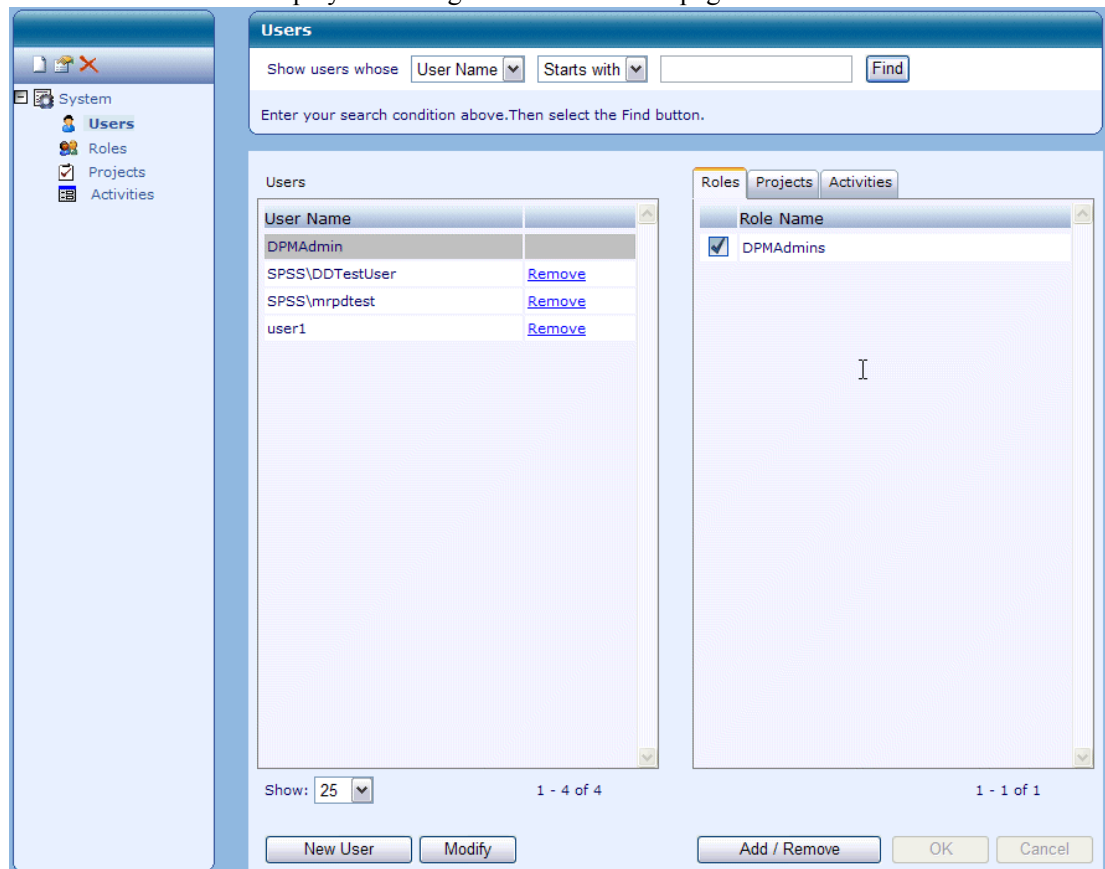 Users
Show users whose User Name Starts with Find
Enter your search condition above.Then select the Find button.
System
Users
Roles
Projects
Activities
Users
User Name
DPMAdmin
SPSS\DDTestUser Remove
SPSS\mrpdtest Remove
user1 Remove
Show: 25 1 - 4 of 4
New User Modify
Roles Projects Activities
Role Name
DPMAdmins
1 - 1 of 1
Add / Remove OK Cancel